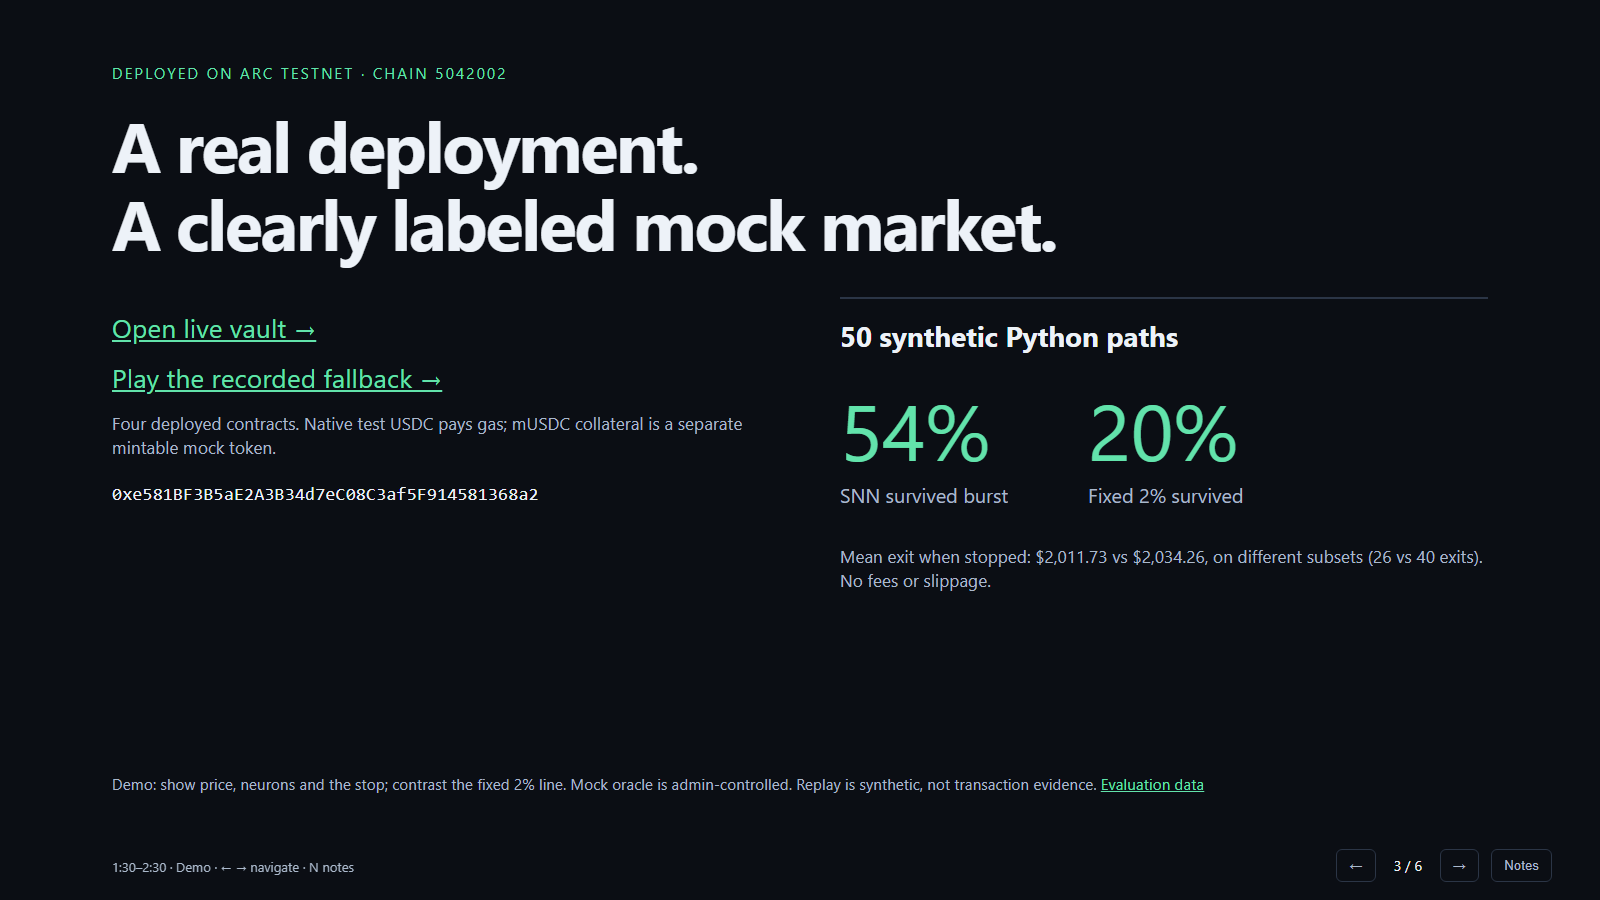 DEPLOYED ON ARC TESTNET · CHAIN 5042002
A real deployment.
A clearly labeled mock market.
Open live vault →
Play the recorded fallback →
Four deployed contracts. Native test USDC pays gas; mUSDC collateral is a separate
mintable mock token.
0xe581BF3B5aE2A3B34d7eC08C3af5F914581368a2
50 synthetic Python paths
54%
SNN survived burst
20%
Fixed 2% survived
Mean exit when stopped: $2,011.73 vs $2,034.26, on different subsets (26 vs 40 exits).
No fees or slippage.
Demo: show price, neurons and the stop; contrast the fixed 2% line. Mock oracle is admin-controlled. Replay is synthetic, not transaction evidence. Evaluation data
1:30–2:30 · Demo · ← → navigate · N notes
← 3 / 6 → Notes